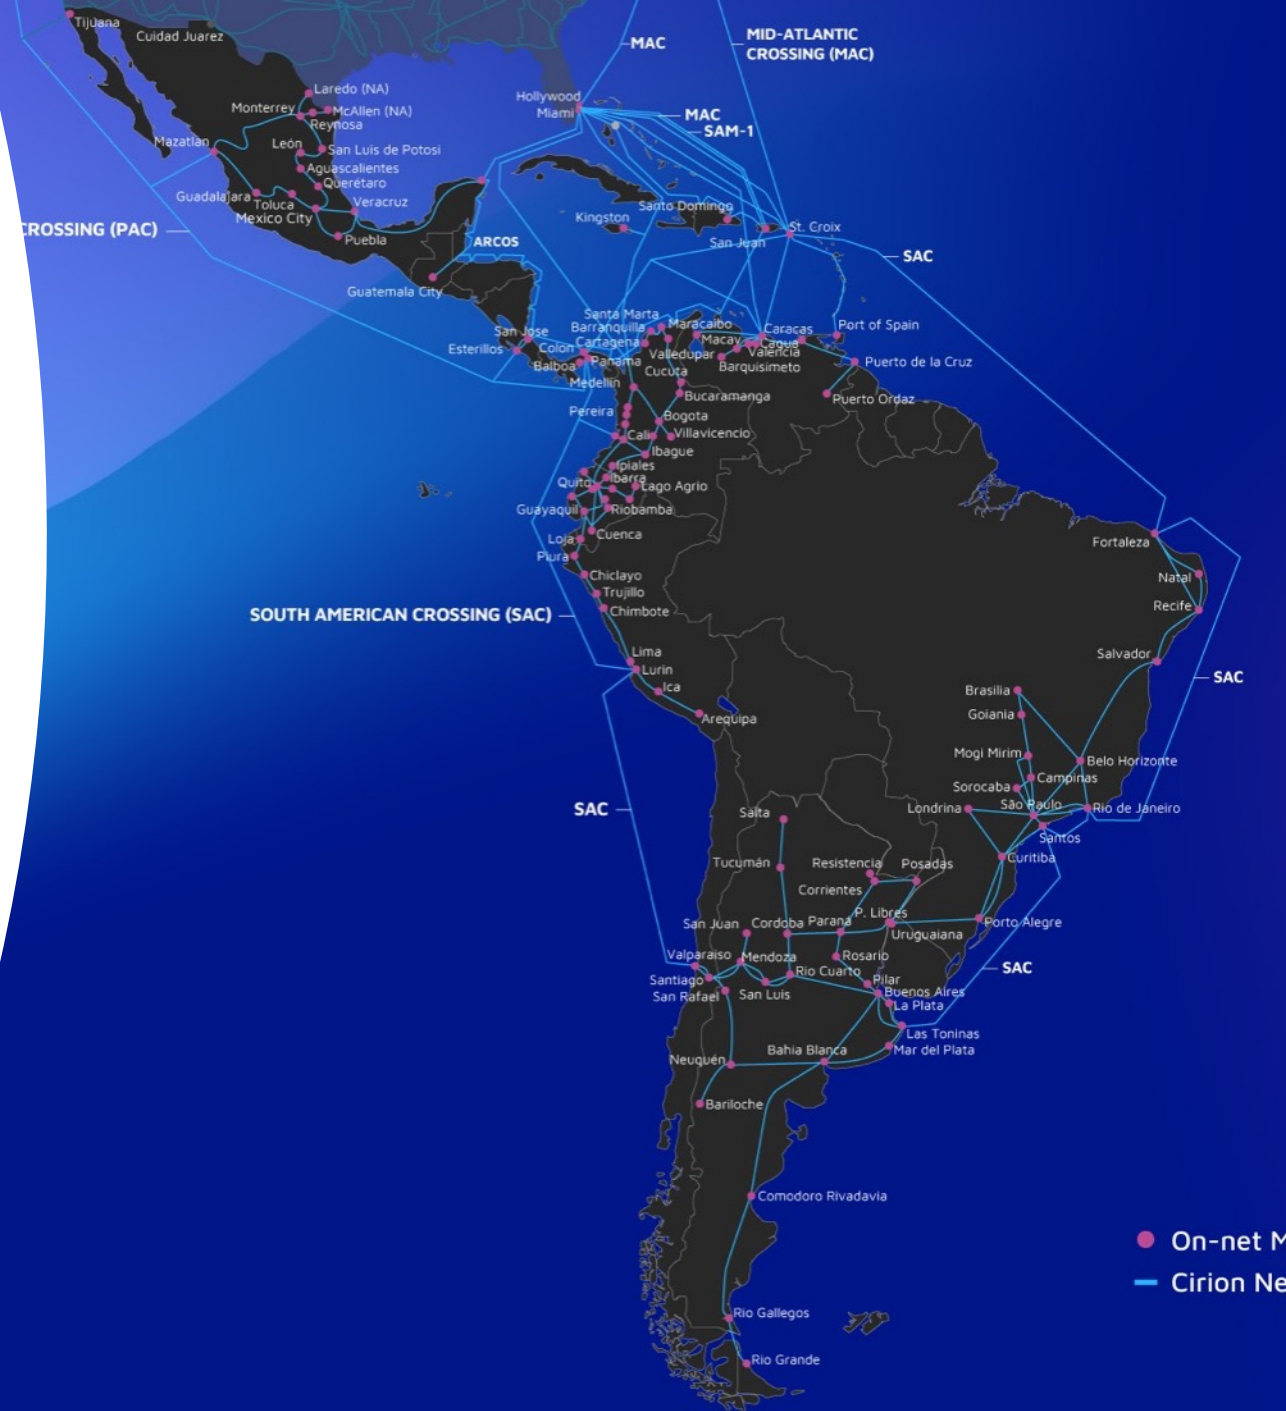 Tijuana
Cuidad Juarez
MAC
MID-ATLANTIC
CROSSING (MAC)
Laredo (NA)
Hollywood
Miami
Monterrey
McAllen (NA)
Reynosa
MAC
SAM-1
Mazatlan
León
San Luis de Potosi
Aguascalientes
Querétaro
Guadalajara
Toluca
Mexico City
Veracruz
Puebla
CROSSING (PAC)
Kingston
Santo Domingo
San Juan
St. Croix
ARCOS
SAC
Guatemala City
Santa Marta
Barranquilla
Cartagena
Maracaibo
Macay
Caracas
Cagua
Valencia
Port of Spain
San Jose
Esterillos
Colon
Balboa
Panama
Valledupar
Barquisimeto
Cucuta
Puerto de la Cruz
Medellin
Bucaramanga
Puerto Ordaz
Pereira
Bogota
Cali
Villavicencio
Ibague
Ipiales
Ibarra
Quito
Lago Agrio
Guayaquil
Riobamba
Cuenca
Loja
Piura
Fortaleza
Chiclayo
Natal
Trujillo
Recife
Chimbote
SOUTH AMERICAN CROSSING (SAC)
Lima
Lurin
Salvador
Ica
SAC
Brasilia
Arequipa
Goiania
Mogi Mirim
Belo Horizonte
Campinas
Sorocaba
SAC
Salta
Londrina
São Paulo
Rio de Janeiro
Santos
Tucumán
Resistencia
Posadas
Curitiba
Corrientes
San Juan
Cordoba
Paraná
P. Libres
Uruguaiana
Porto Alegre
Valparaiso
Mendoza
Rosario
SAC
Santiago
San Rafael
San Luis
Rio Cuarto
Pilar
Buenos Aires
La Plata
Las Toninas
Neuquén
Bahia Blanca
Mar del Plata
Bariloche
Comodoro Rivadavia
On-net M
Cirion Ne
Rio Gallegos
Rio Grande